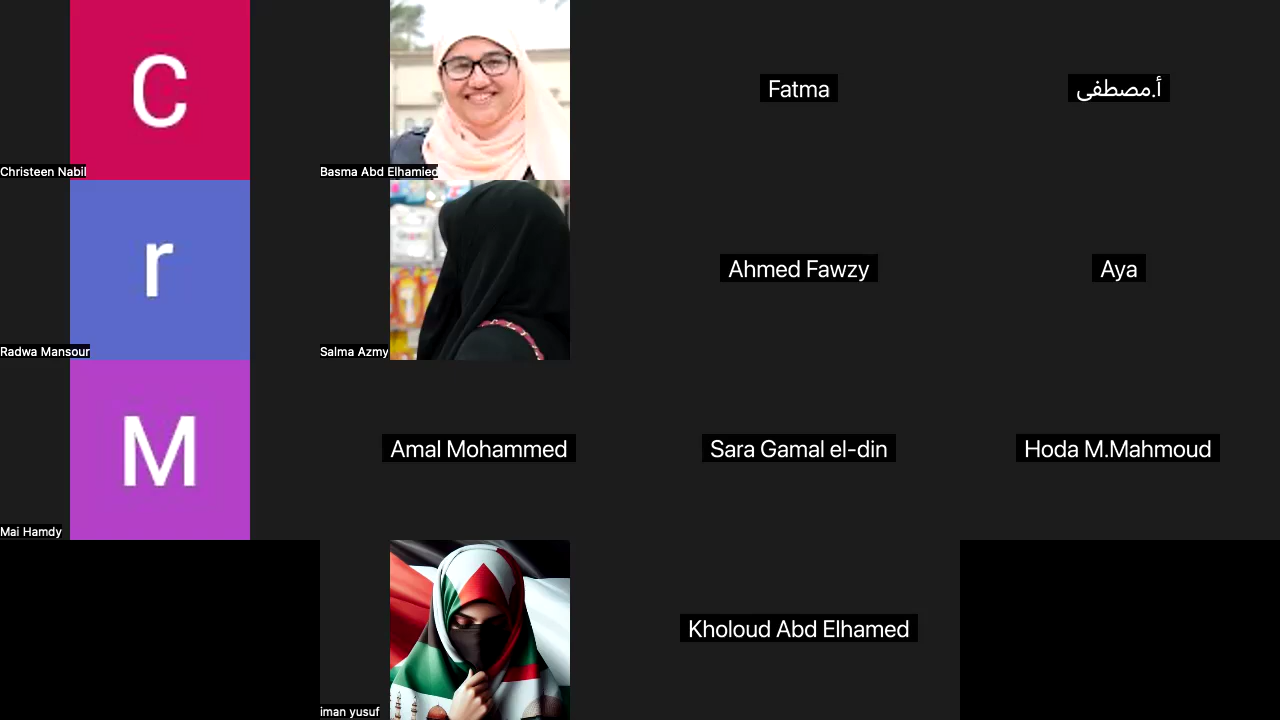 C
Christeen Nabil
Basma Abd Elhamied
Fatma
أ.مصطفى
r
Radwa Mansour
Salma Azmy
Ahmed Fawzy
Aya
M
Mai Hamdy
Amal Mohammed
Sara Gamal el-din
Hoda M.Mahmoud
iman yusuf
Kholoud Abd Elhamed